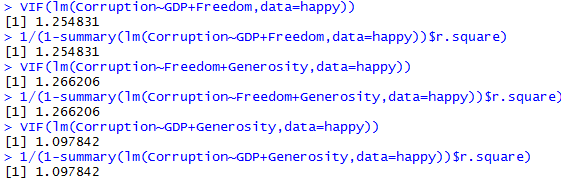 > VIF(lm(Corruption~GDP+Freedom,data=happy))
[1] 1.254831
> 1/(1-summary(lm(Corruption~GDP+Freedom,data=happy))$r.square)
[1] 1.254831
> VIF(lm(Corruption~Freedom+Generosity,data=happy))
[1] 1.266206
> 1/(1-summary(lm(Corruption~Freedom+Generosity,data=happy))$r.square)
[1] 1.266206
> VIF(lm(Corruption~GDP+Generosity,data=happy))
[1] 1.097842
> 1/(1-summary(lm(Corruption~GDP+Generosity,data=happy))$r.square)
[1] 1.097842